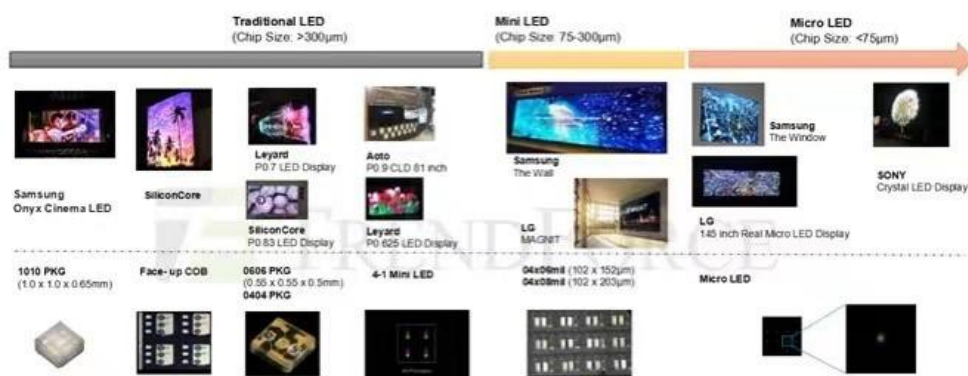 Traditional LED
(Chip Size: >300μm)
Mini LED
(Chip Size: 75-300μm)
Micro LED
(Chip Size: <75μm)
Samsung
Onyx Cinema LED
SiliconCore
Leyard
P0.7 LED Display
SiliconCore
P0.83 LED Display
Aoto
P0.9 CLD 81 inch
Leyard
P0.625 LED Display
Samsung
The Wall
LG
MAGNIT
Samsung
The Window
LG
145 inch Real Micro LED Display
SONY
Crystal LED Display
TRENDFORCE
1010 PKG
(1.0 x 1.0 x 0.65mm)
Face-up COB
0606 PKG
(0.55 x 0.55 x 0.5mm)
0404 PKG
4-1 Mini LED
04x06mil (102 x 152μm)
04x08mil (102 x 203μm)
Micro LED